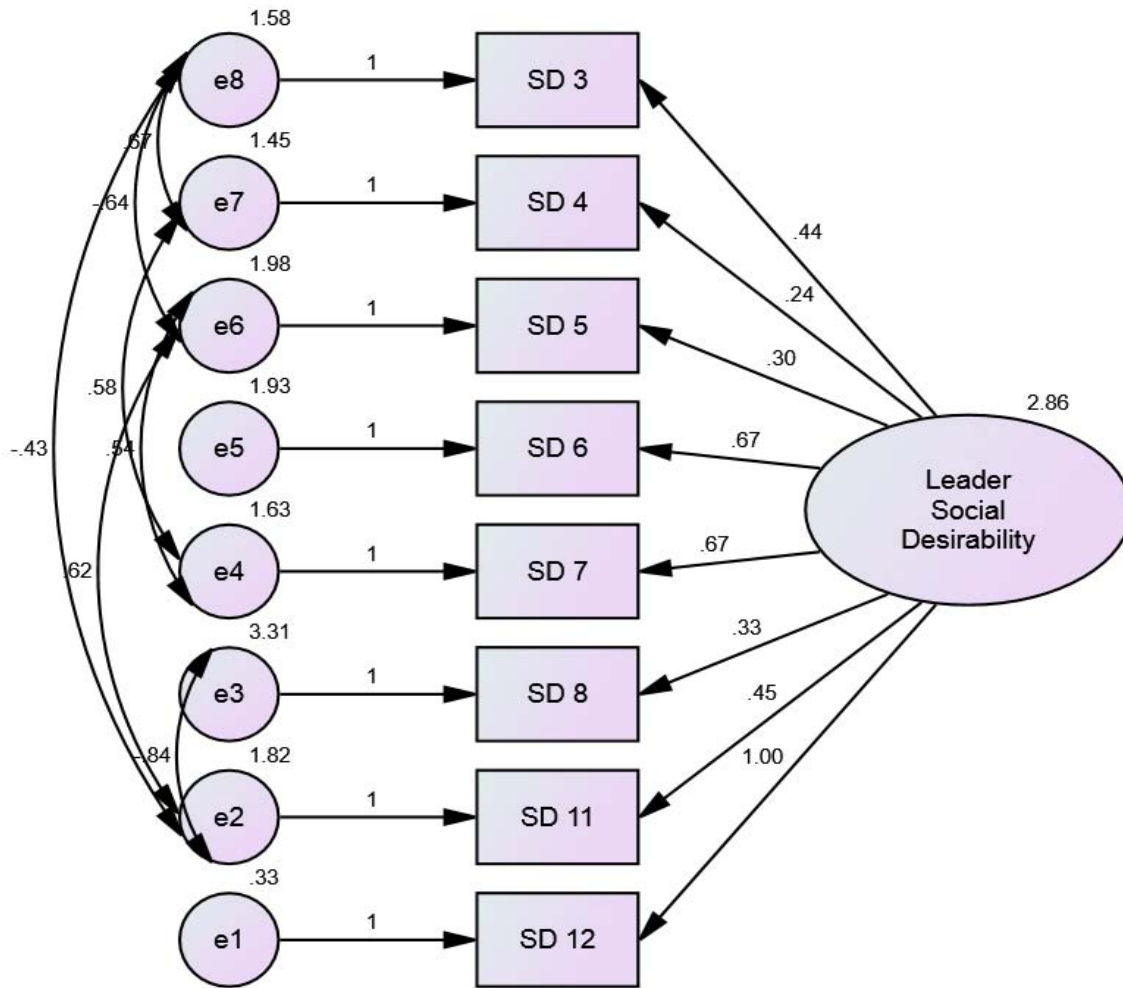 1.58
e8
1
SD 3
.67
1.45
e7
1
SD 4
-.64
.44
1.98
e6
1
SD 5
.24
.30
.58
1.93
e5
1
SD 6
.67
2.86
-.43
.54
1.63
e4
1
SD 7
.67
Leader
Social
Desirability
.62
3.31
e3
1
SD 8
.33
-.84
1.82
e2
1
SD 11
.45
1.00
.33
e1
1
SD 12